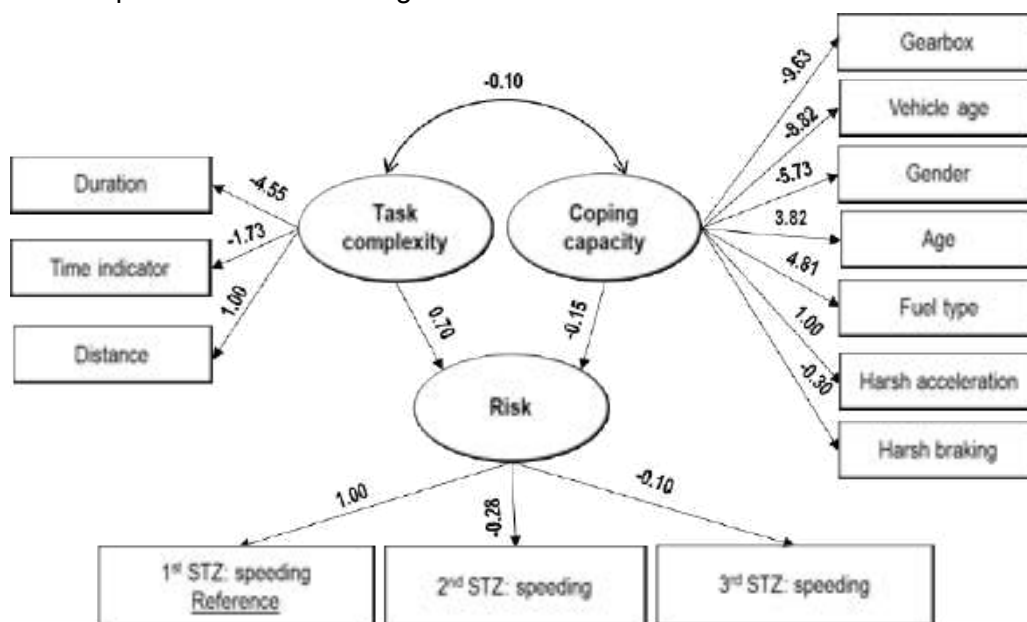 Gearbox
-9.63
-0.10
Vehicle age
-8.82
Duration
-4.55
Task
complexity
Coping
capacity
-5.73
Gender
3.82
Age
Time indicator
-1.73
4.81
Fuel type
1.00
Distance
0.70
-0.15
1.00
Harsh acceleration
-0.30
Risk
Harsh braking
1.00
-0.28
-0.10
1st STZ: speeding
Reference
2nd STZ: speeding
3rd STZ: speeding